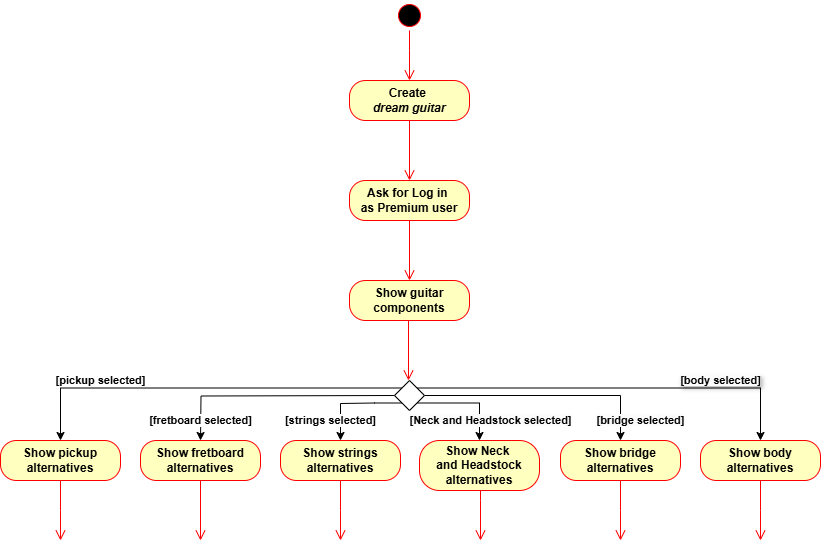 Create
dream guitar
Ask for Log in
as Premium user
Show guitar
components
[pickup selected]
[body selected]
[fretboard selected]
[strings selected]
[Neck and Headstock selected]
[bridge selected]
Show pickup
alternatives
Show fretboard
alternatives
Show strings
alternatives
Show Neck
and Headstock
alternatives
Show bridge
alternatives
Show body
alternatives